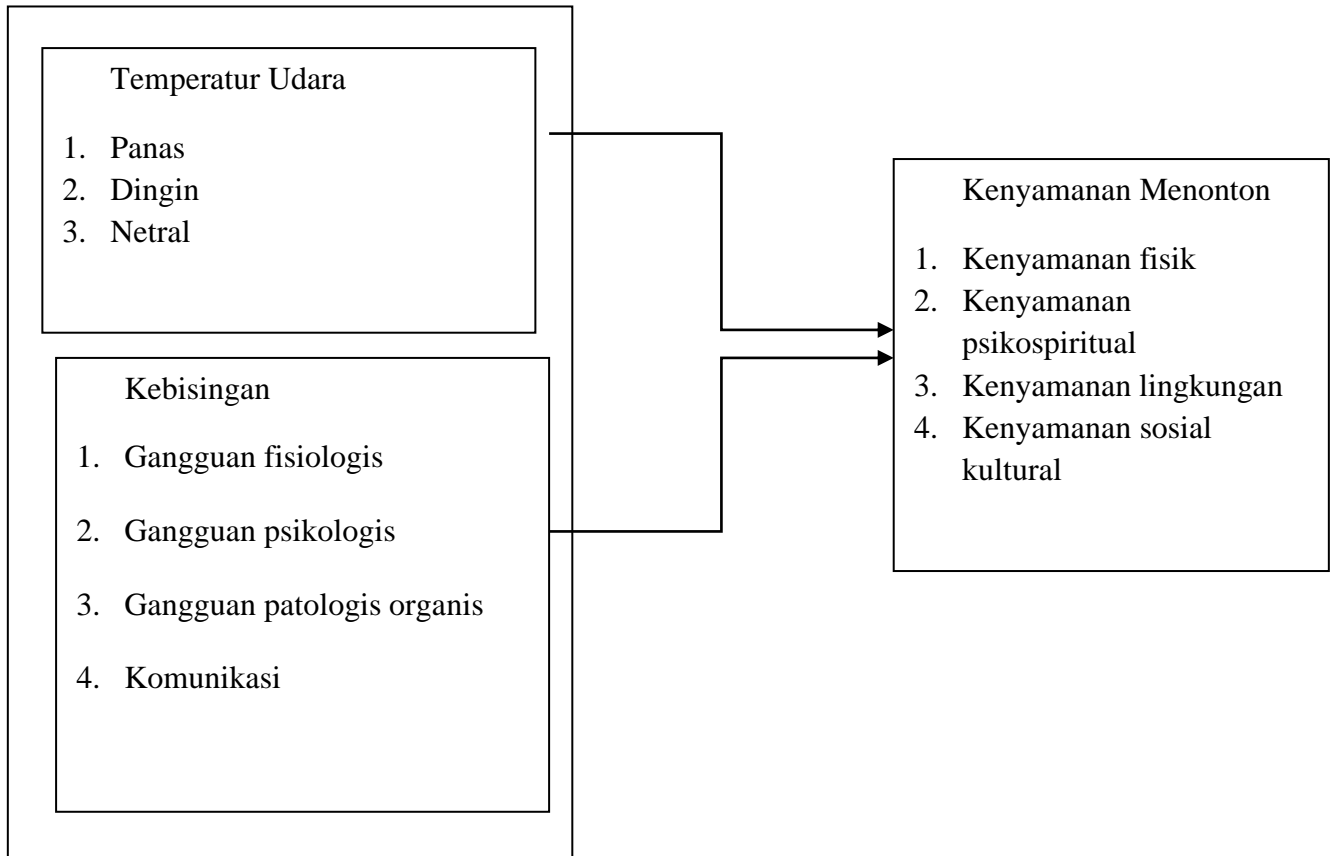 Temperatur Udara
1. Panas
2. Dingin
3. Netral
Kebisingan
1. Gangguan fisiologis
2. Gangguan psikologis
3. Gangguan patologis organis
4. Komunikasi
Kenyamanan Menonton
1. Kenyamanan fisik
2. Kenyamanan
psikospiritual
3. Kenyamanan lingkungan
4. Kenyamanan sosial
kultural